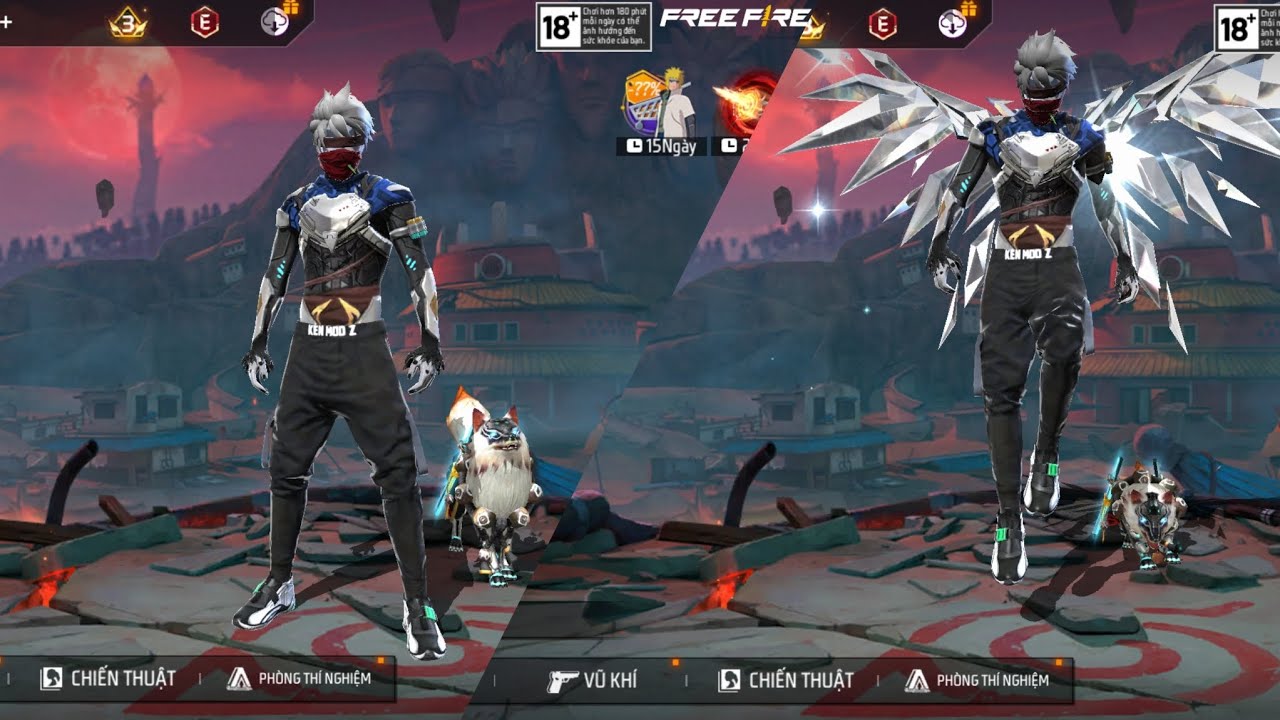 +
3
E
18+
Chơi hơn 180 phút
mỗi ngày có thể
ảnh hưởng đến
sức khỏe của bạn.
FREE FIRE
E
18+
-??%
15Ngày
KEN MOD Z
KEN MOD Z
CHIẾN THUẬT
PHÒNG THÍ NGHIỆM
VŨ KHÍ
CHIẾN THUẬT
PHÒNG THÍ NGHIỆM